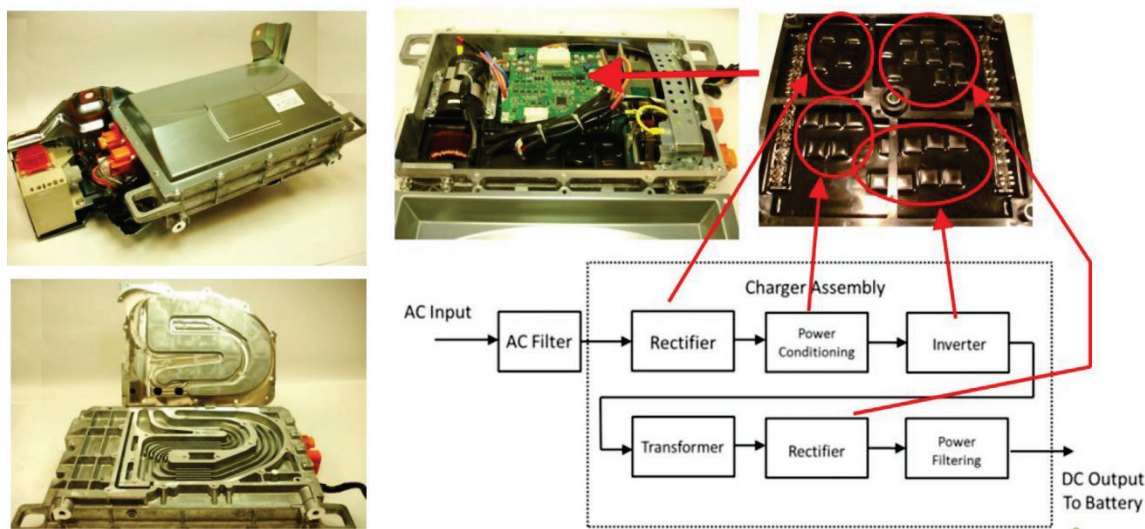 Charger Assembly
AC Input
AC Filter
Rectifier
Power
Conditioning
Inverter
Transformer
Rectifier
Power
Filtering
DC Output
To Battery